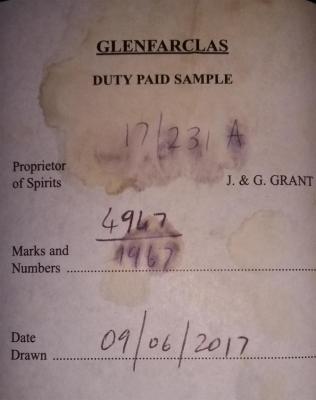 GLENFARCLAS
DUTY PAID SAMPLE
17/231 A
Proprietor
of Spirits
J. & G. GRANT
4967
1967
Marks and
Numbers
Date
Drawn
09/06/2017